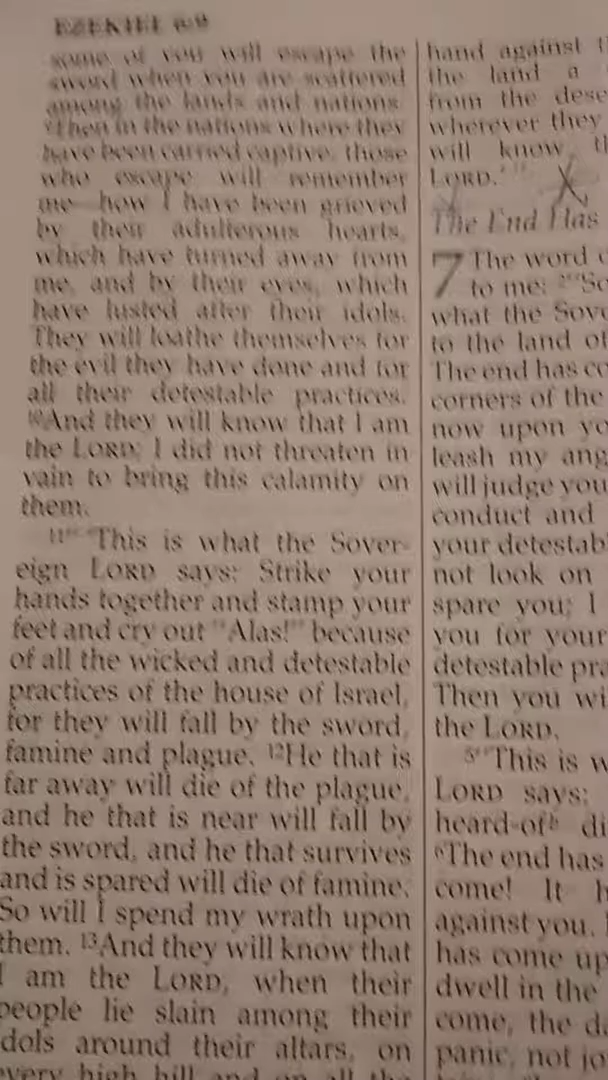 EZEKIEL 6:9
some of you will escape the
sword when you are scattered
among the lands and nations.
⁹Then in the nations where they
have been carried captive, those
who escape will remember
me—how I have been grieved
by their adulterous hearts,
which have turned away from
me, and by their eyes, which
have lusted after their idols.
They will loathe themselves for
the evil they have done and for
all their detestable practices.
¹⁰And they will know that I am
the LORD; I did not threaten in
vain to bring this calamity on
them.
¹¹" 'This is what the Sover-
eign LORD says: Strike your
hands together and stamp your
feet and cry out "Alas!" because
of all the wicked and detestable
practices of the house of Israel,
for they will fall by the sword,
famine and plague. ¹²He that is
far away will die of the plague,
and he that is near will fall by
the sword, and he that survives
and is spared will die of famine.
So will I spend my wrath upon
them. ¹³And they will know that
I am the LORD, when their
people lie slain among their
idols around their altars, on
every high hill and on all the
hand against
the land a
from the dese
wherever they
will know th
LORD.' "
The End Has
7 The word
to me: ²"So
what the Sove
to the land of
The end has co
corners of the
now upon yo
leash my ang
will judge you
conduct and
your detestab
not look on
spare you; I
you for your
detestable pra
Then you wi
the LORD.
⁵"This is w
LORD says:
heard-of ᵇ di
⁶The end has
come! It h
against you.
has come up
dwell in the
come, the da
panic, not jo